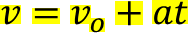 v = vₒ + at